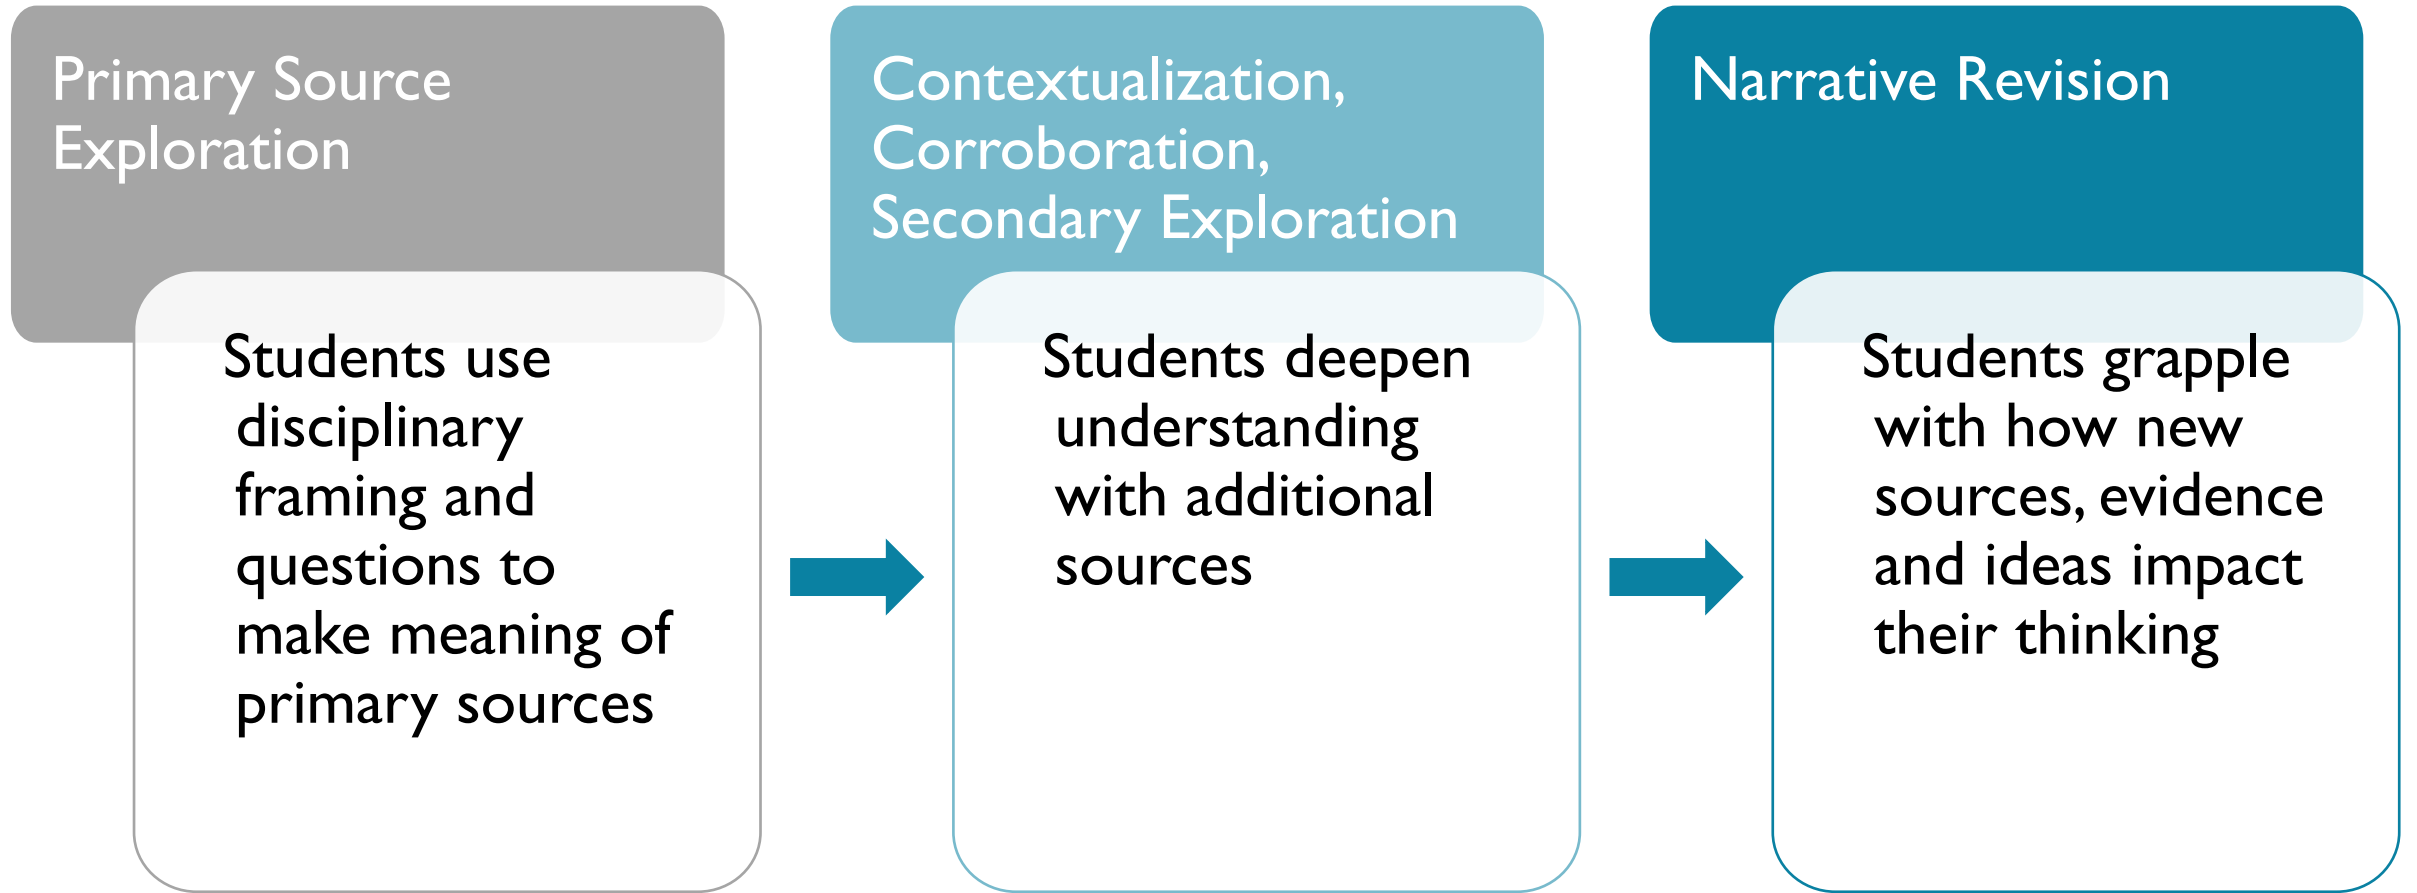 Primary Source
Exploration
Students use
disciplinary
framing and
questions to
make meaning of
primary sources
Contextualization,
Corroboration,
Secondary Exploration
Students deepen
understanding
with additional
sources
Narrative Revision
Students grapple
with how new
sources, evidence
and ideas impact
their thinking